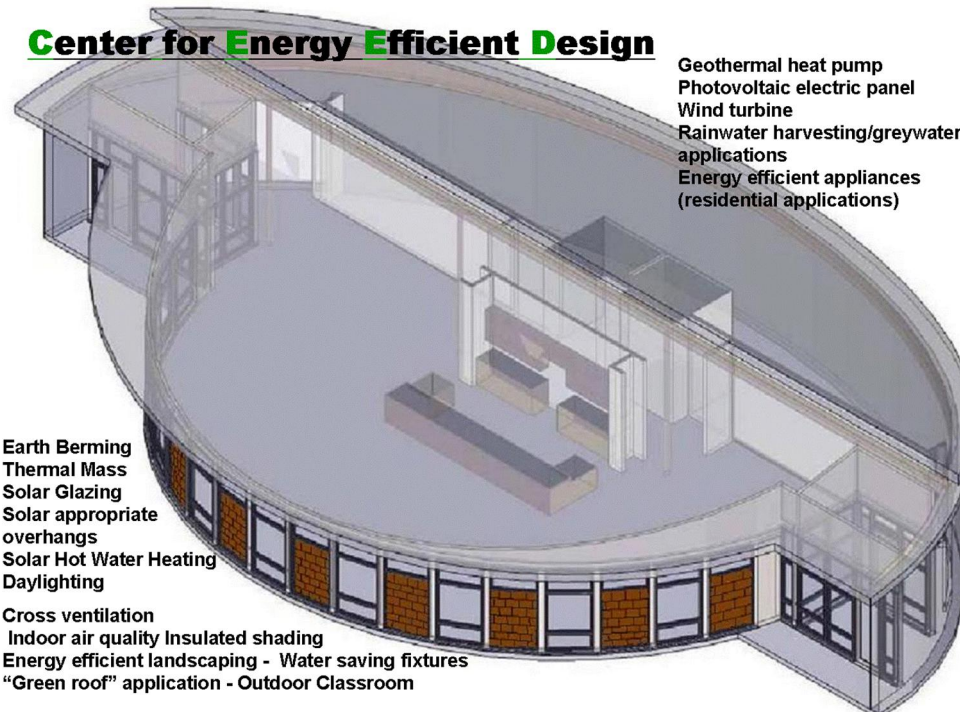 Center for Energy Efficient Design
Geothermal heat pump
Photovoltaic electric panel
Wind turbine
Rainwater harvesting/greywater
applications
Energy efficient appliances
(residential applications)
Earth Berming
Thermal Mass
Solar Glazing
Solar appropriate
overhangs
Solar Hot Water Heating
Daylighting
Cross ventilation
Indoor air quality Insulated shading
Energy efficient landscaping - Water saving fixtures
“Green roof” application - Outdoor Classroom